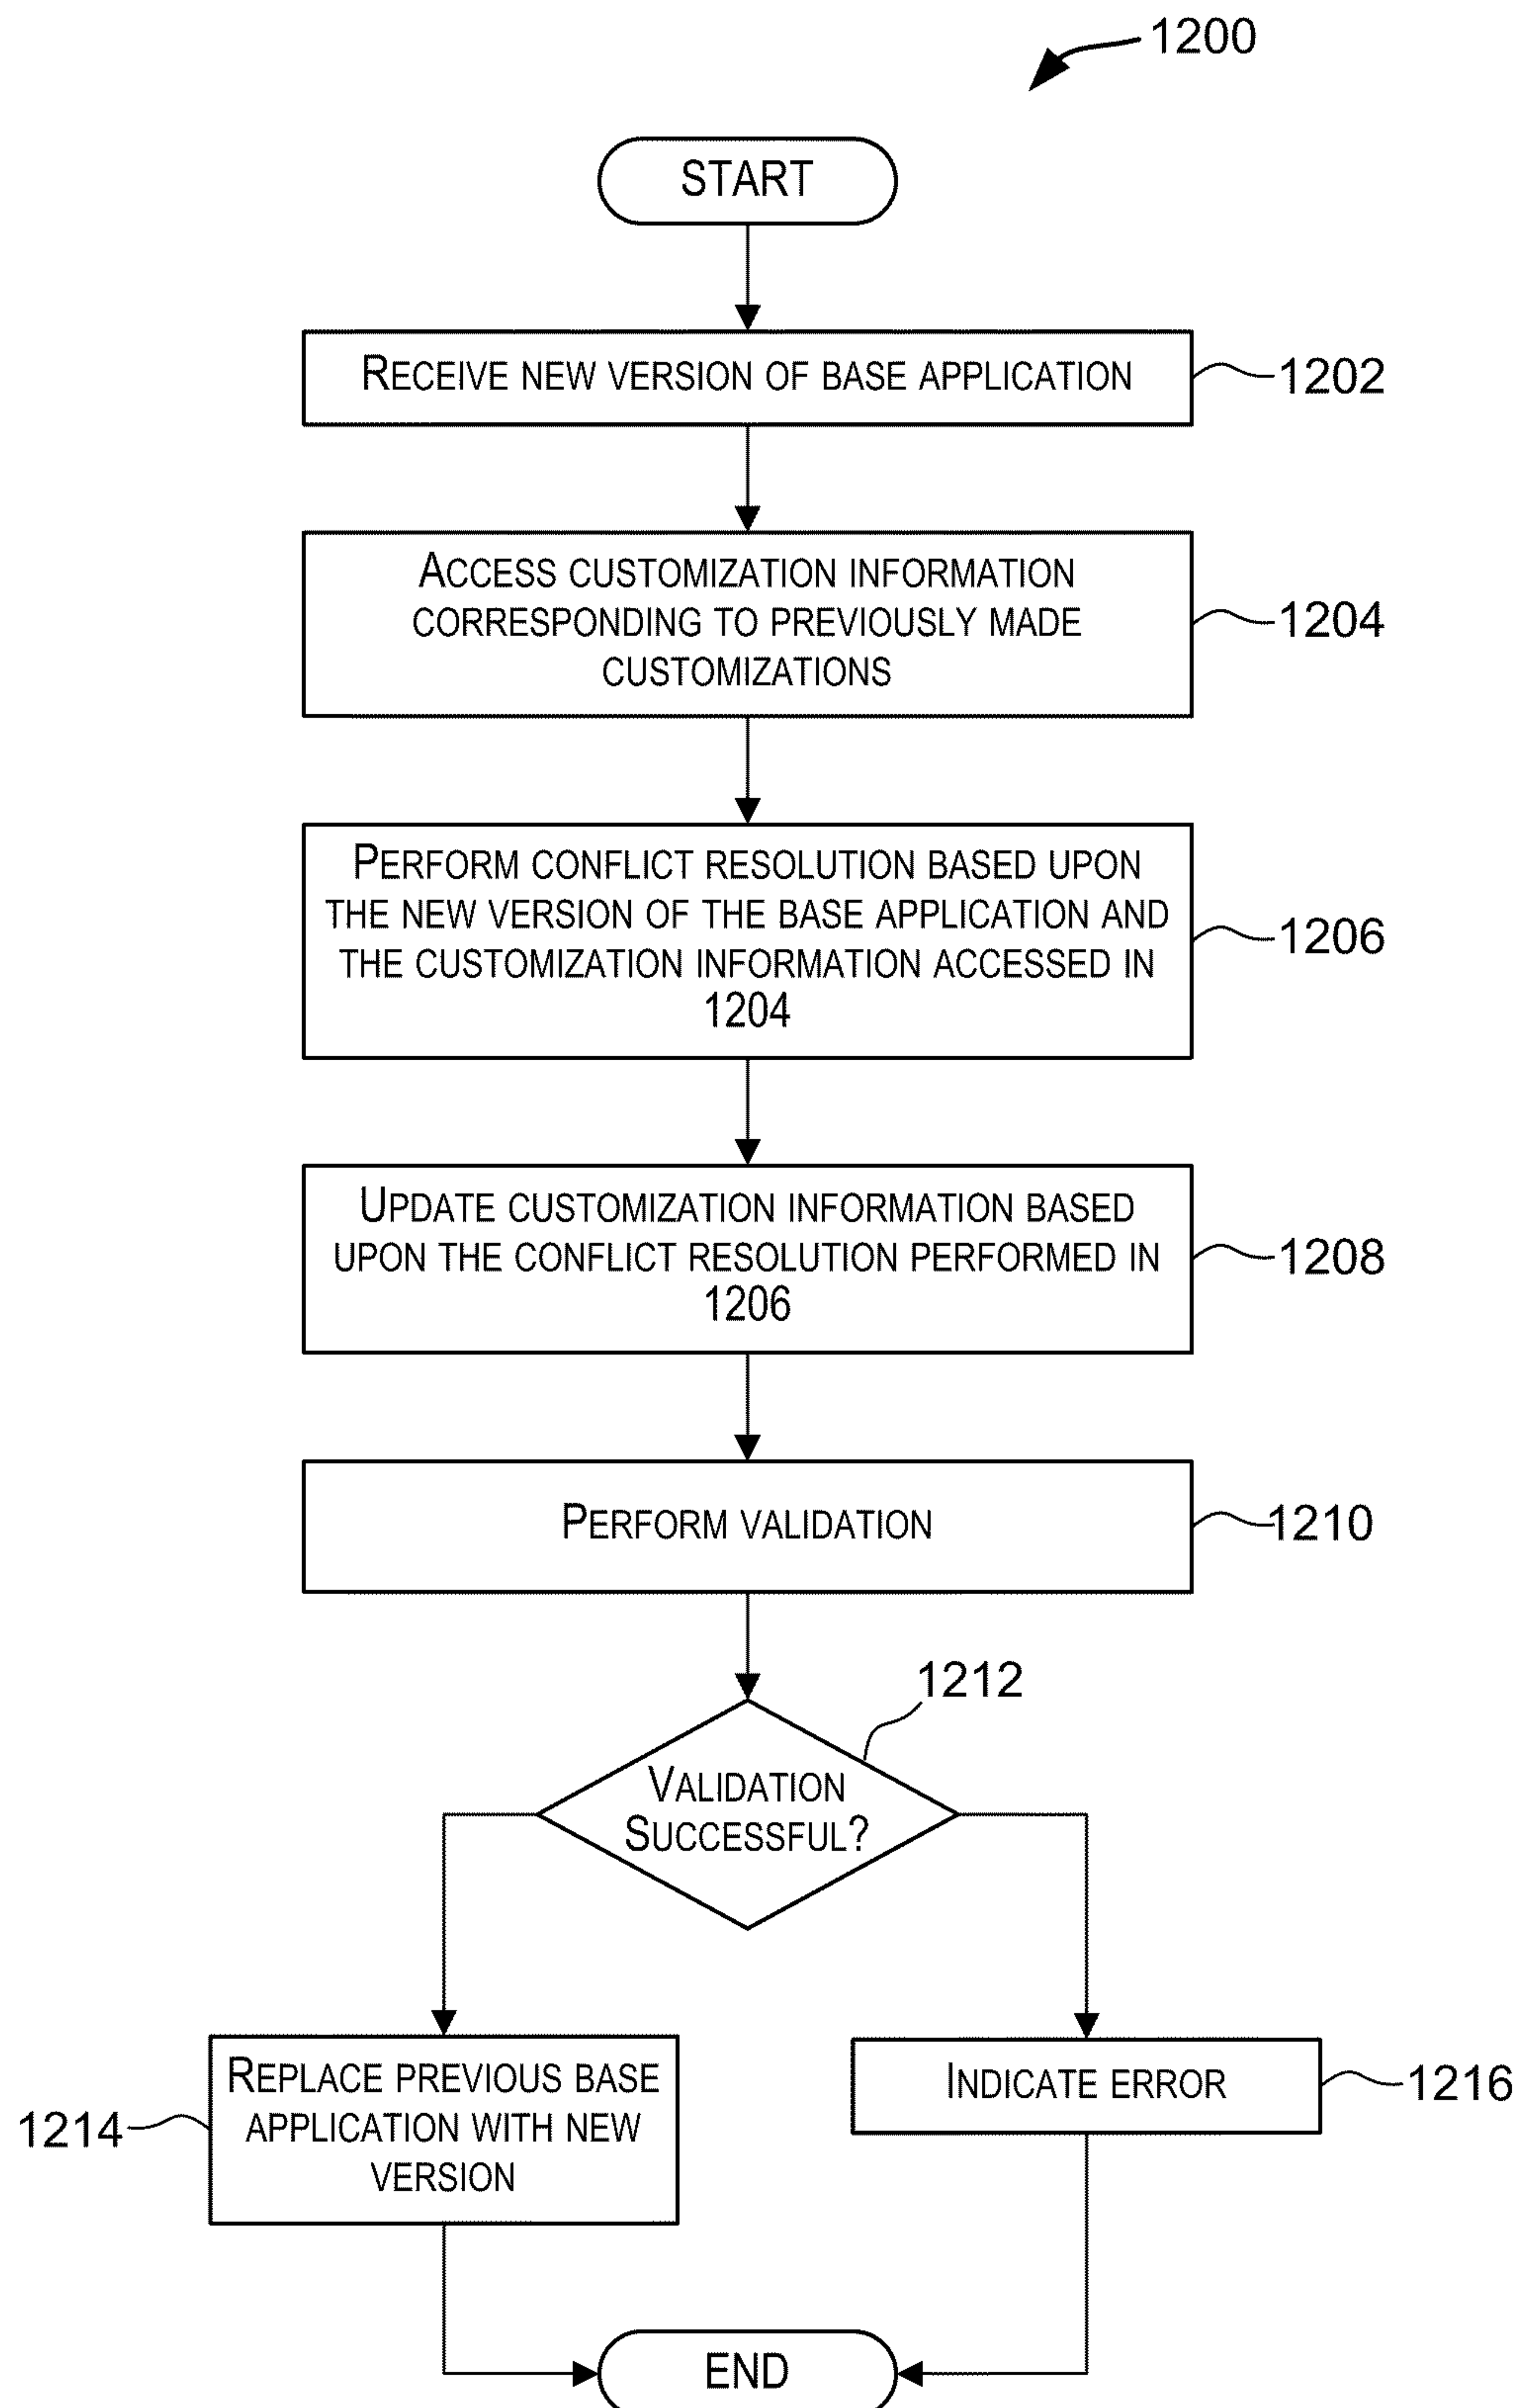 1200
START
RECEIVE NEW VERSION OF BASE APPLICATION
1202
ACCESS CUSTOMIZATION INFORMATION
CORRESPONDING TO PREVIOUSLY MADE
CUSTOMIZATIONS
1204
PERFORM CONFLICT RESOLUTION BASED UPON
THE NEW VERSION OF THE BASE APPLICATION AND
THE CUSTOMIZATION INFORMATION ACCESSED IN
1204
1206
UPDATE CUSTOMIZATION INFORMATION BASED
UPON THE CONFLICT RESOLUTION PERFORMED IN
1206
1208
PERFORM VALIDATION
1210
1212
VALIDATION
SUCCESSFUL?
REPLACE PREVIOUS BASE
APPLICATION WITH NEW
VERSION
1214
INDICATE ERROR
1216
END